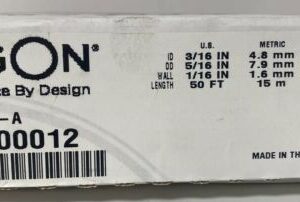 GON®
By Design
-A
00012
U.S. METRIC
ID 3/16 IN 4.8 mm
OD 5/16 IN 7.9 mm
WALL 1/16 IN 1.6 mm
LENGTH 50 FT 15 m
MADE IN